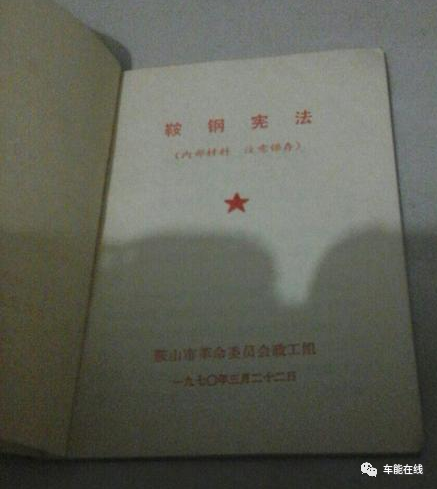 鞍钢宪法
(内部材料 注意保存)
鞍山市革命委员会政工组
一九七〇年三月二十二日
车能在线